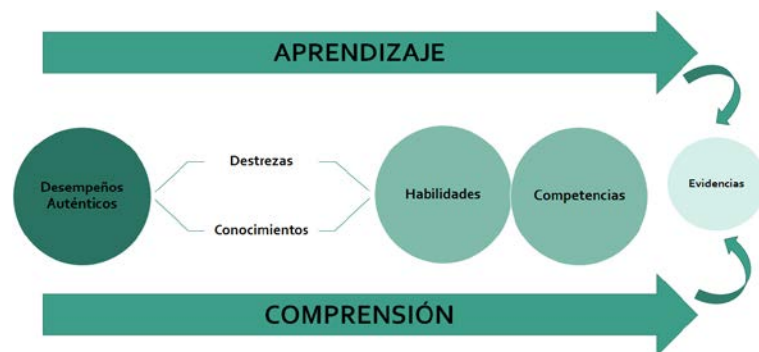 APRENDIZAJE
Desempeños
Auténticos
Destrezas
Conocimientos
Habilidades
Competencias
Evidencias
COMPRENSIÓN